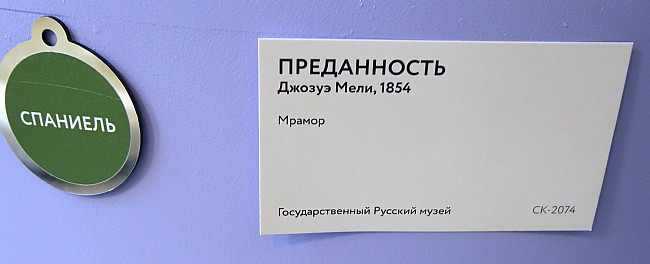 СПАНИЕЛЬ
ПРЕДАННОСТЬ
Джозуэ Мели, 1854
Мрамор
Государственный Русский музей
СК-2074